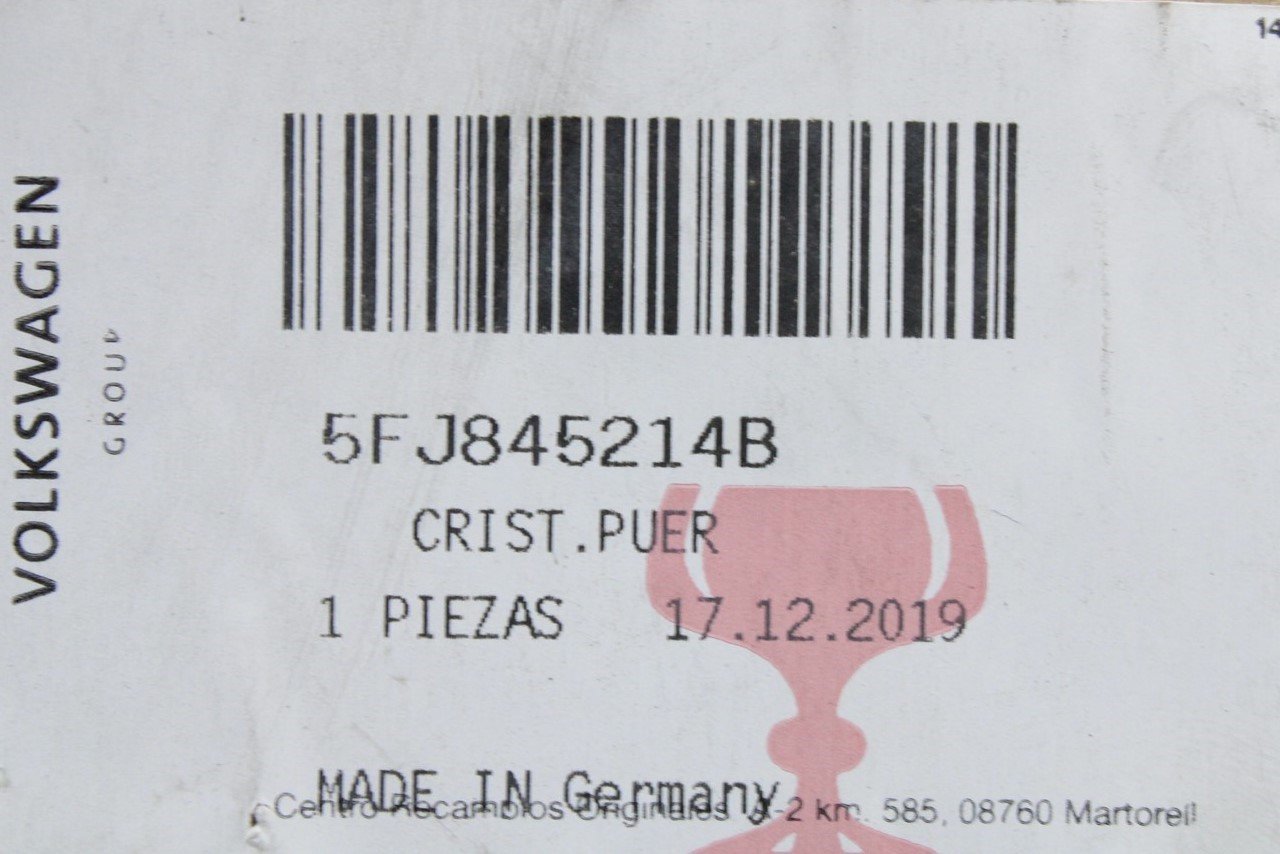 14
VOLKSWAGEN
GROUP
5FJ845214B
CRIST.PUER
1 PIEZAS 17.12.2019
MADE IN Germany
Centro Recambios Originales A-2 km. 585, 08760 Martorell